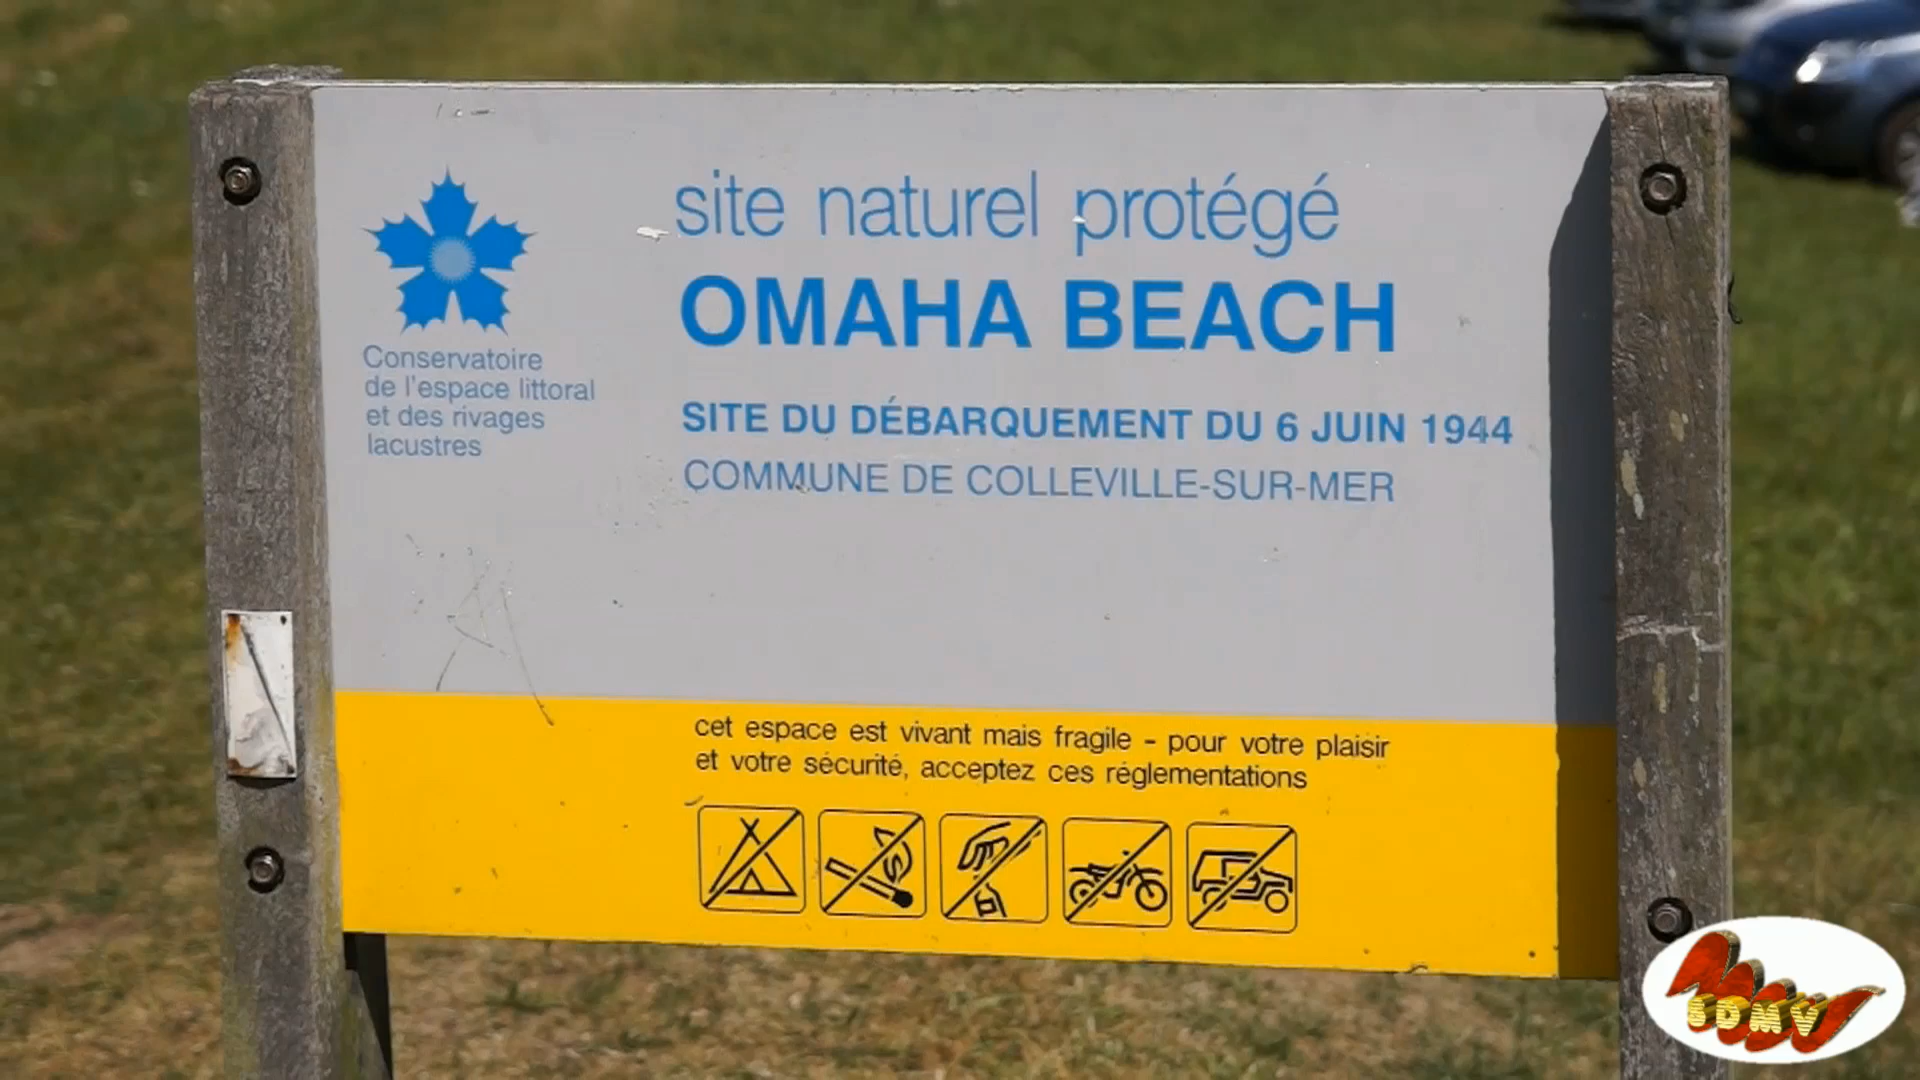 site naturel protégé
OMAHA BEACH
Conservatoire
de l'espace littoral
et des rivages
lacustres
SITE DU DÉBARQUEMENT DU 6 JUIN 1944
COMMUNE DE COLLEVILLE-SUR-MER
cet espace est vivant mais fragile - pour votre plaisir
et votre sécurité, acceptez ces réglementations
SDMV